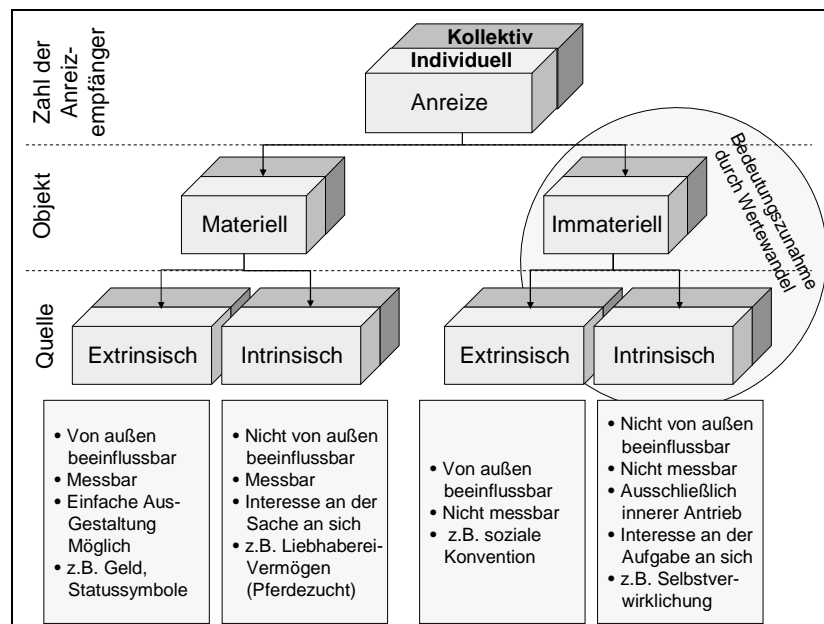 Zahl der
Anreiz-
empfänger
Kollektiv
Individuell
Anreize
Objekt
Materiell
Immateriell
Bedeutungszunahme
durch Wertewandel
Quelle
Extrinsisch
Intrinsisch
Extrinsisch
Intrinsisch
• Von außen
beeinflussbar
• Messbar
• Einfache Aus-
Gestaltung
Möglich
• z.B. Geld,
Statussymbole
• Nicht von außen
beeinflussbar
• Messbar
• Interesse an der
Sache an sich
• z.B. Liebhaberei-
Vermögen
(Pferdezucht)
• Von außen
beeinflussbar
• Nicht messbar
• z.B. soziale
Konvention
• Nicht von außen
beeinflussbar
• Nicht messbar
• Ausschließlich
innerer Antrieb
• Interesse an der
Aufgabe an sich
• z.B. Selbstver-
wirklichung